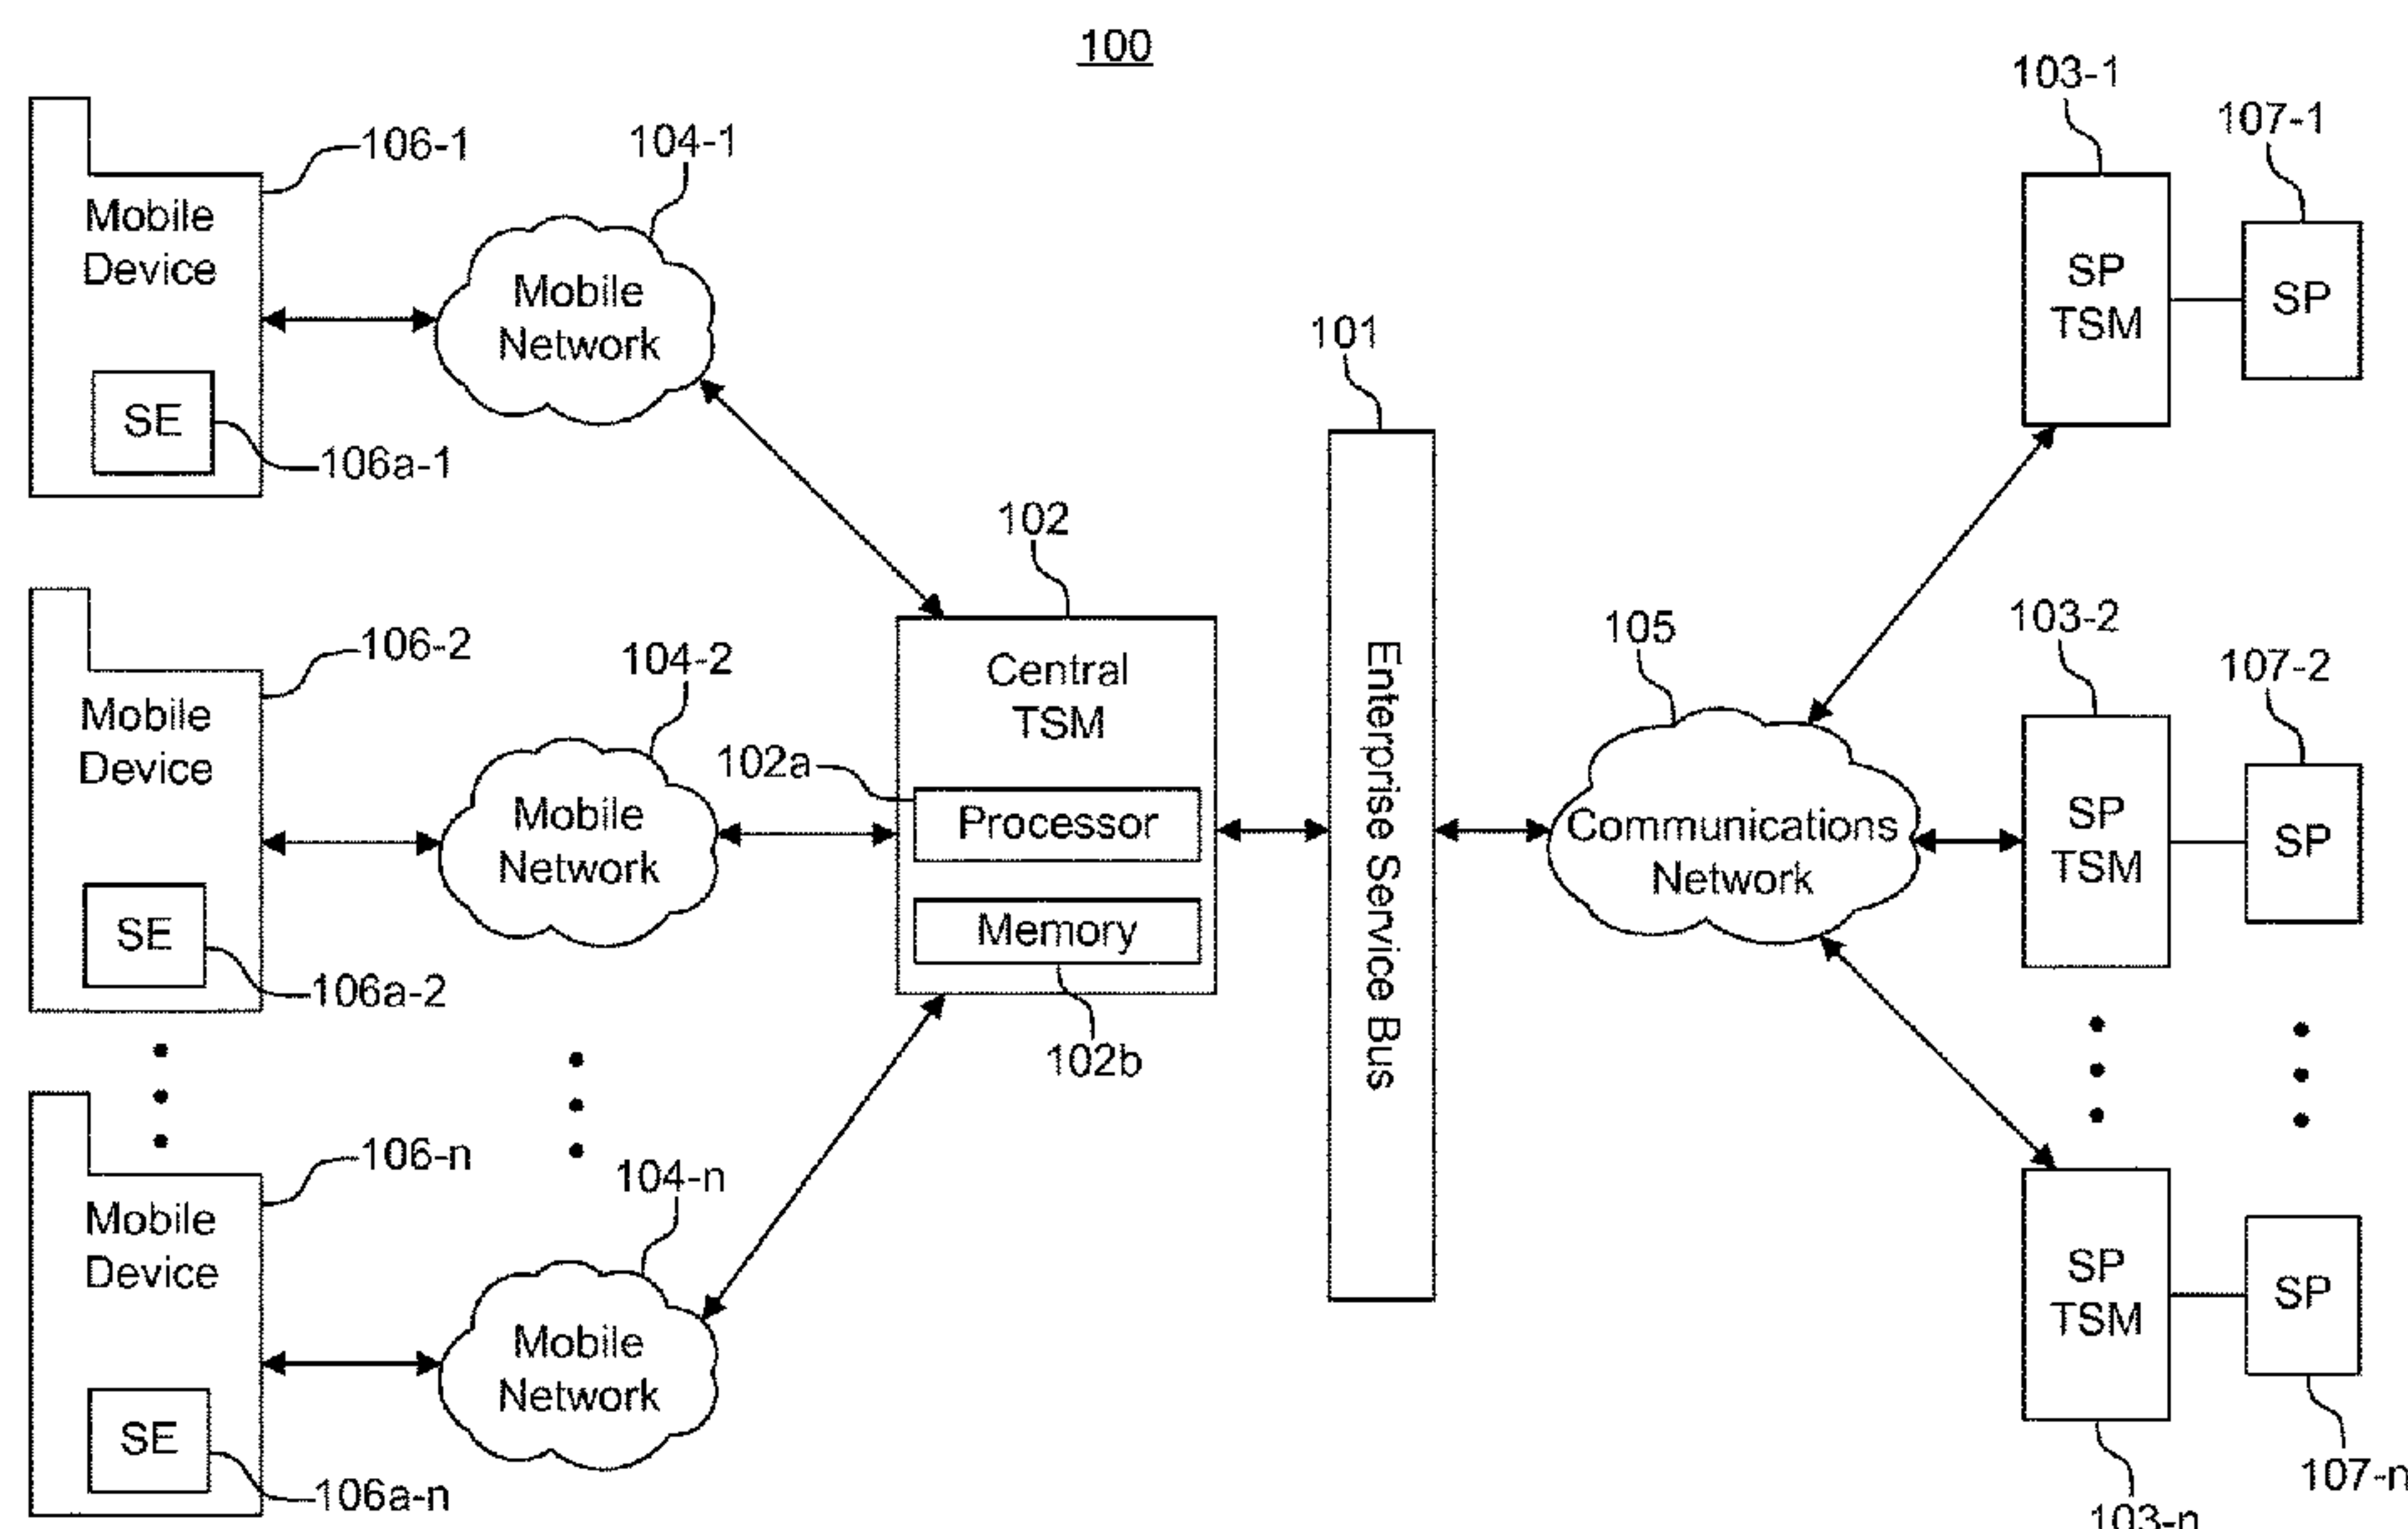 100
103-1
107-1
106-1
104-1
Mobile
Device
Mobile
Network
SP
TSM
SP
101
SE
106a-1
102
106-2
104-2
105
103-2
107-2
Mobile
Device
Central
TSM
102a
Processor
Mobile
Network
Enterprise Service Bus
Communications
Network
SP
TSM
SP
SE
Memory
106a-2
102b
106-n
104-n
Mobile
Device
Mobile
Network
SP
TSM
SP
SE
106a-n
107-n
103-n